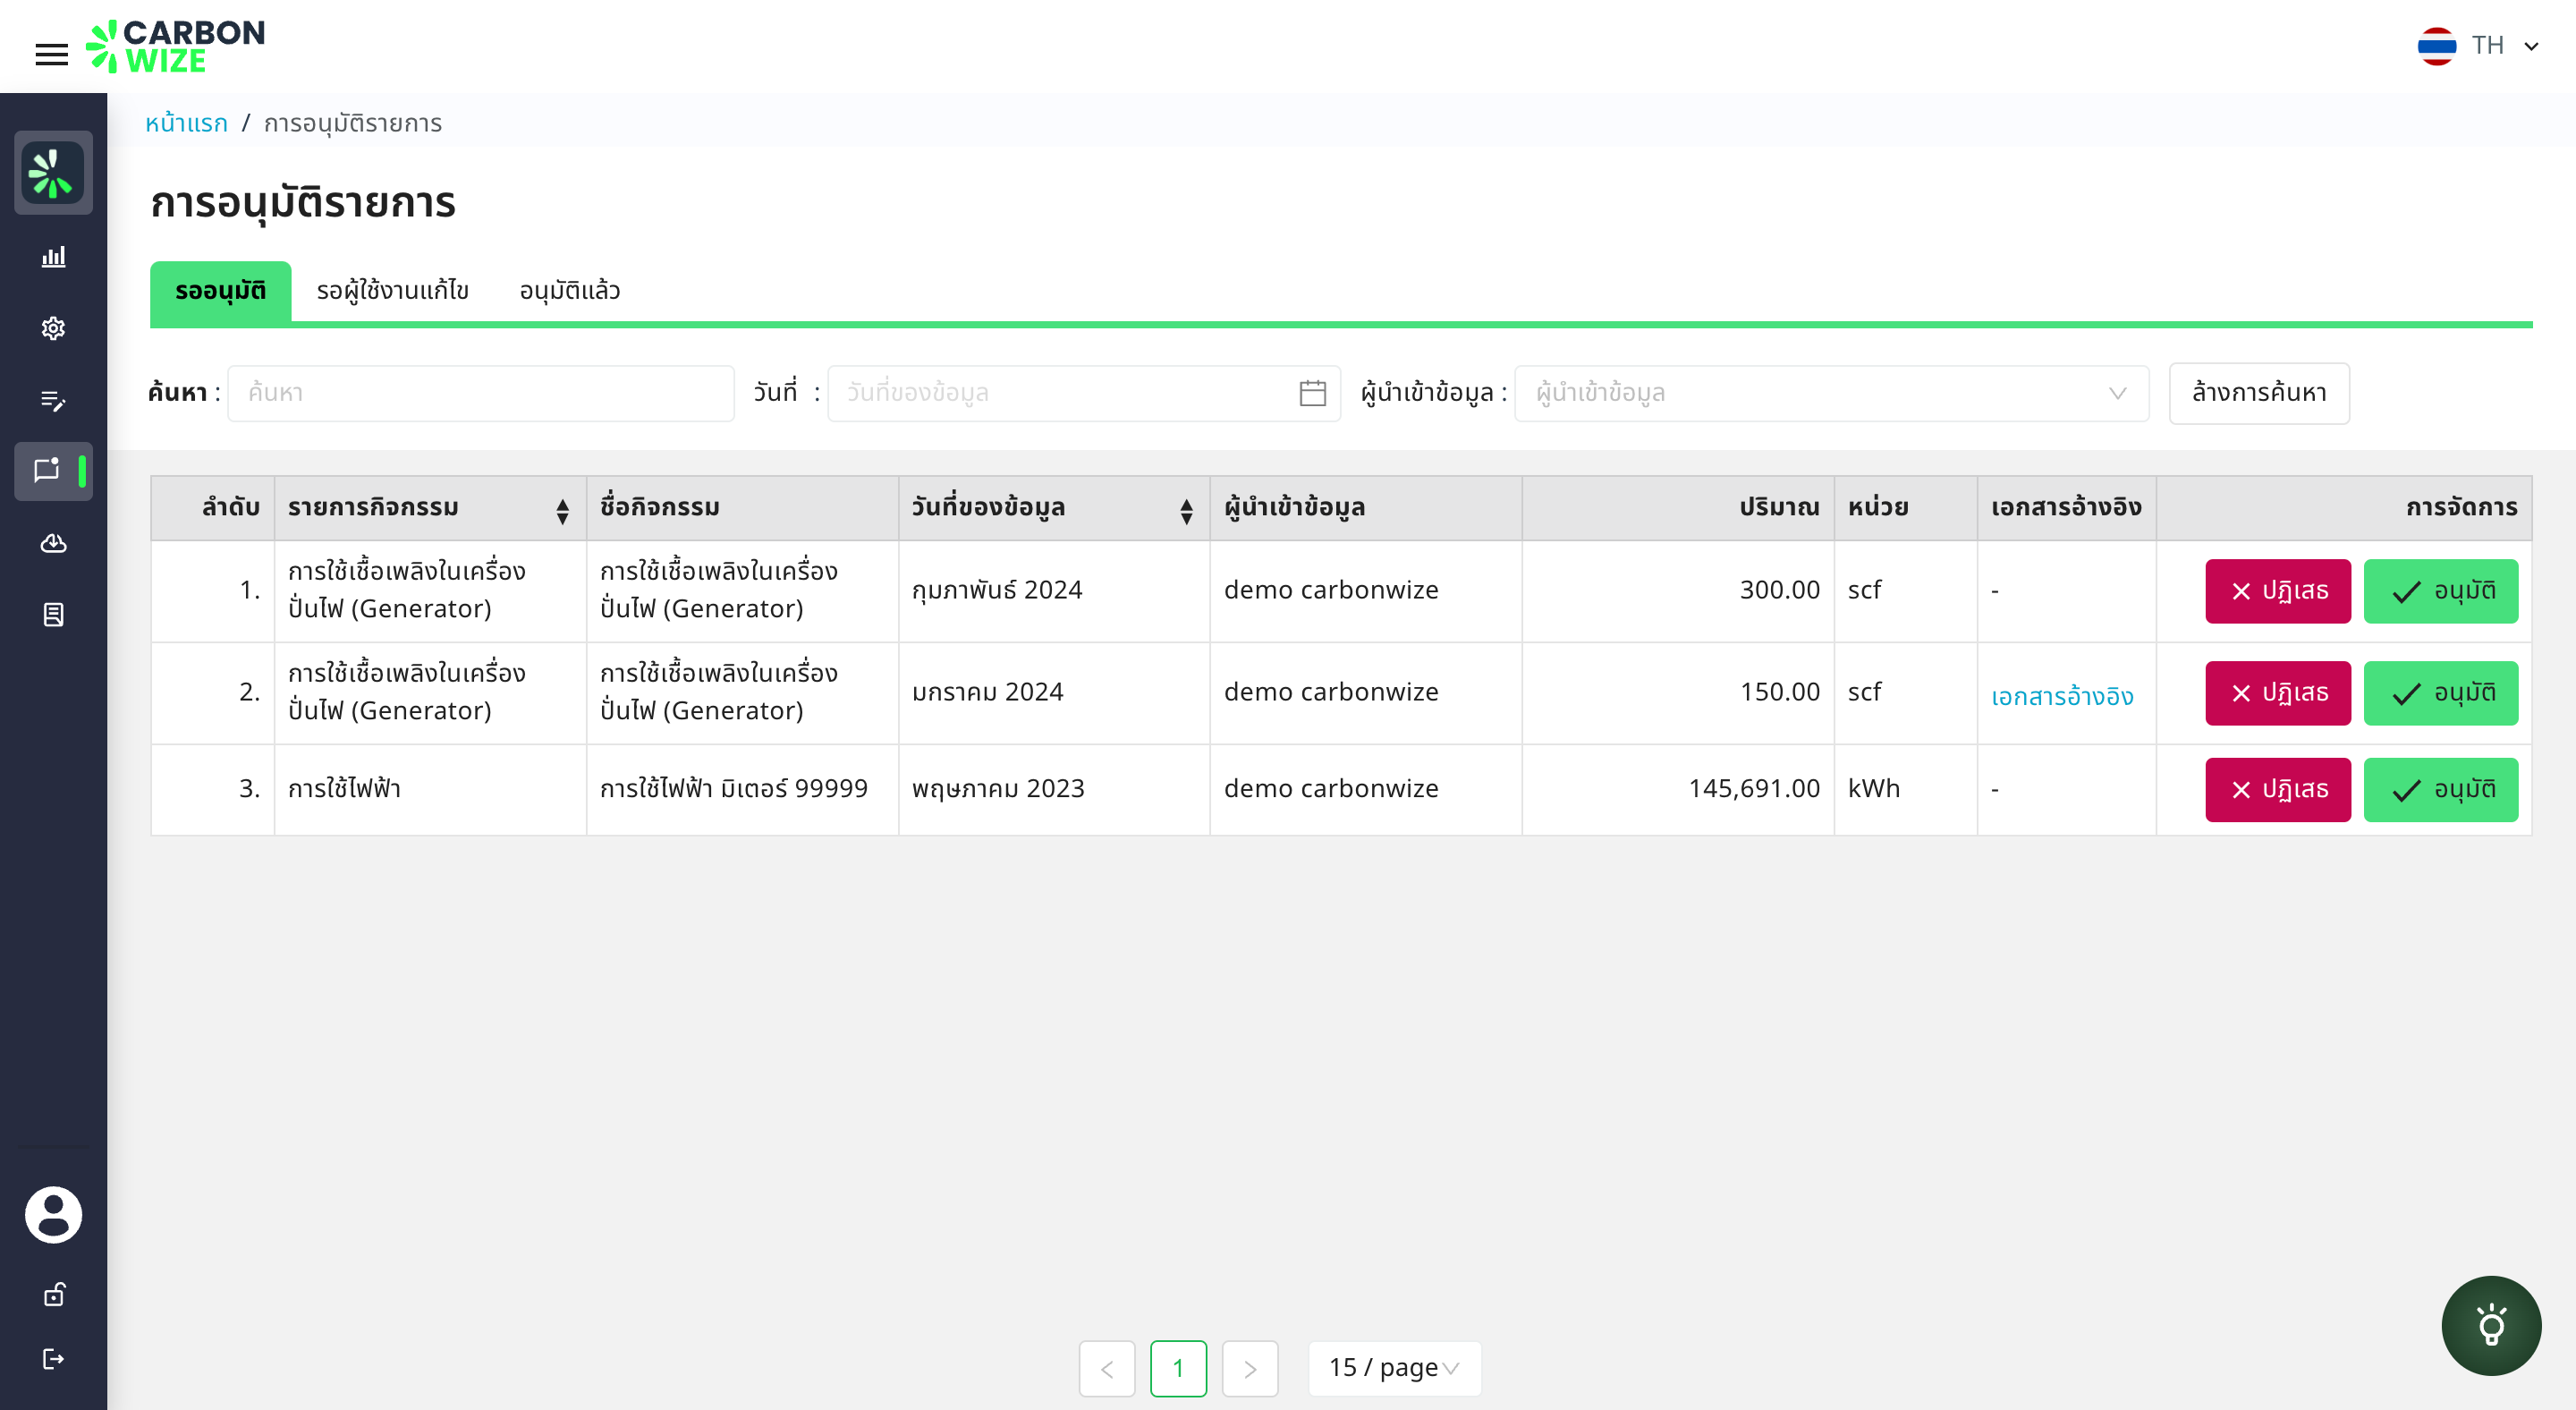 CARBON
WIZE
TH
หน้าแรก / การอนุมัติรายการ
การอนุมัติรายการ
รออนุมัติ รอผู้ใช้งานแก้ไข อนุมัติแล้ว
ค้นหา : ค้นหา วันที่ : วันที่ของข้อมูล ผู้นำเข้าข้อมูล : ผู้นำเข้าข้อมูล ล้างการค้นหา
ลำดับ รายการกิจกรรม ชื่อกิจกรรม วันที่ของข้อมูล ผู้นำเข้าข้อมูล ปริมาณ หน่วย เอกสารอ้างอิง การจัดการ
1. การใช้เชื้อเพลิงในเครื่อง การใช้เชื้อเพลิงในเครื่อง กุมภาพันธ์ 2024 demo carbonwize 300.00 scf - ปฏิเสธ อนุมัติ
ปั่นไฟ (Generator) ปั่นไฟ (Generator)
2. การใช้เชื้อเพลิงในเครื่อง การใช้เชื้อเพลิงในเครื่อง มกราคม 2024 demo carbonwize 150.00 scf เอกสารอ้างอิง ปฏิเสธ อนุมัติ
ปั่นไฟ (Generator) ปั่นไฟ (Generator)
3. การใช้ไฟฟ้า การใช้ไฟฟ้า มิเตอร์ 99999 พฤษภาคม 2023 demo carbonwize 145,691.00 kWh - ปฏิเสธ อนุมัติ
< 1 > 15 / page